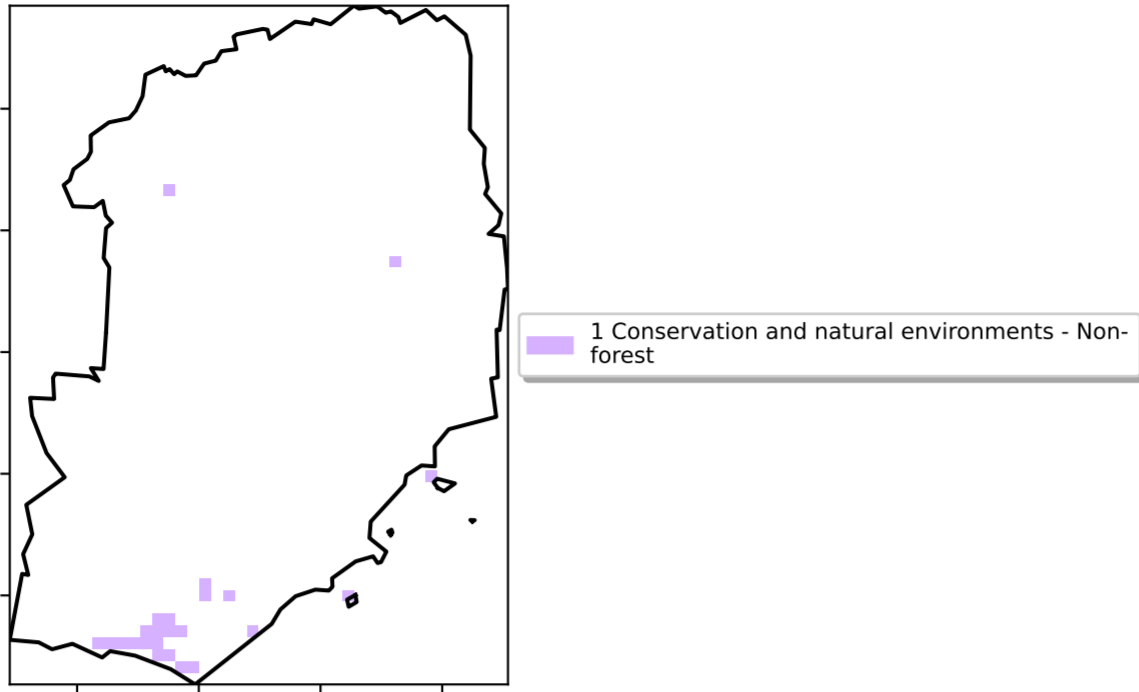 1 Conservation and natural environments - Non-
forest